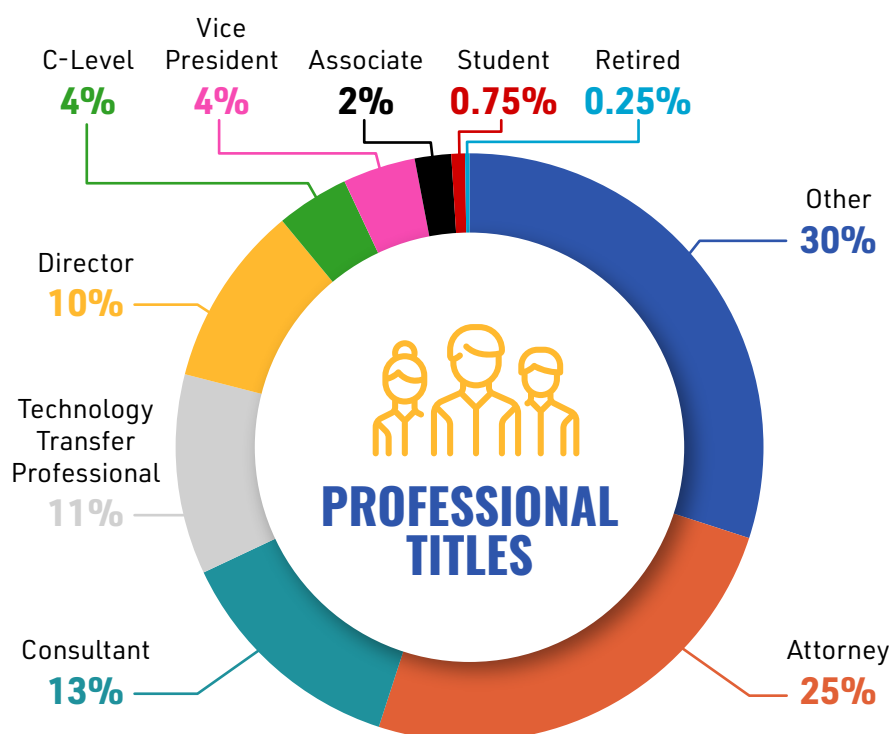 Vice
President
C-Level
Associate
Student
Retired
4%
4%
2%
0.75%
0.25%
Other
30%
Director
10%
Technology
Transfer
Professional
11%
PROFESSIONAL
TITLES
Consultant
13%
Attorney
25%